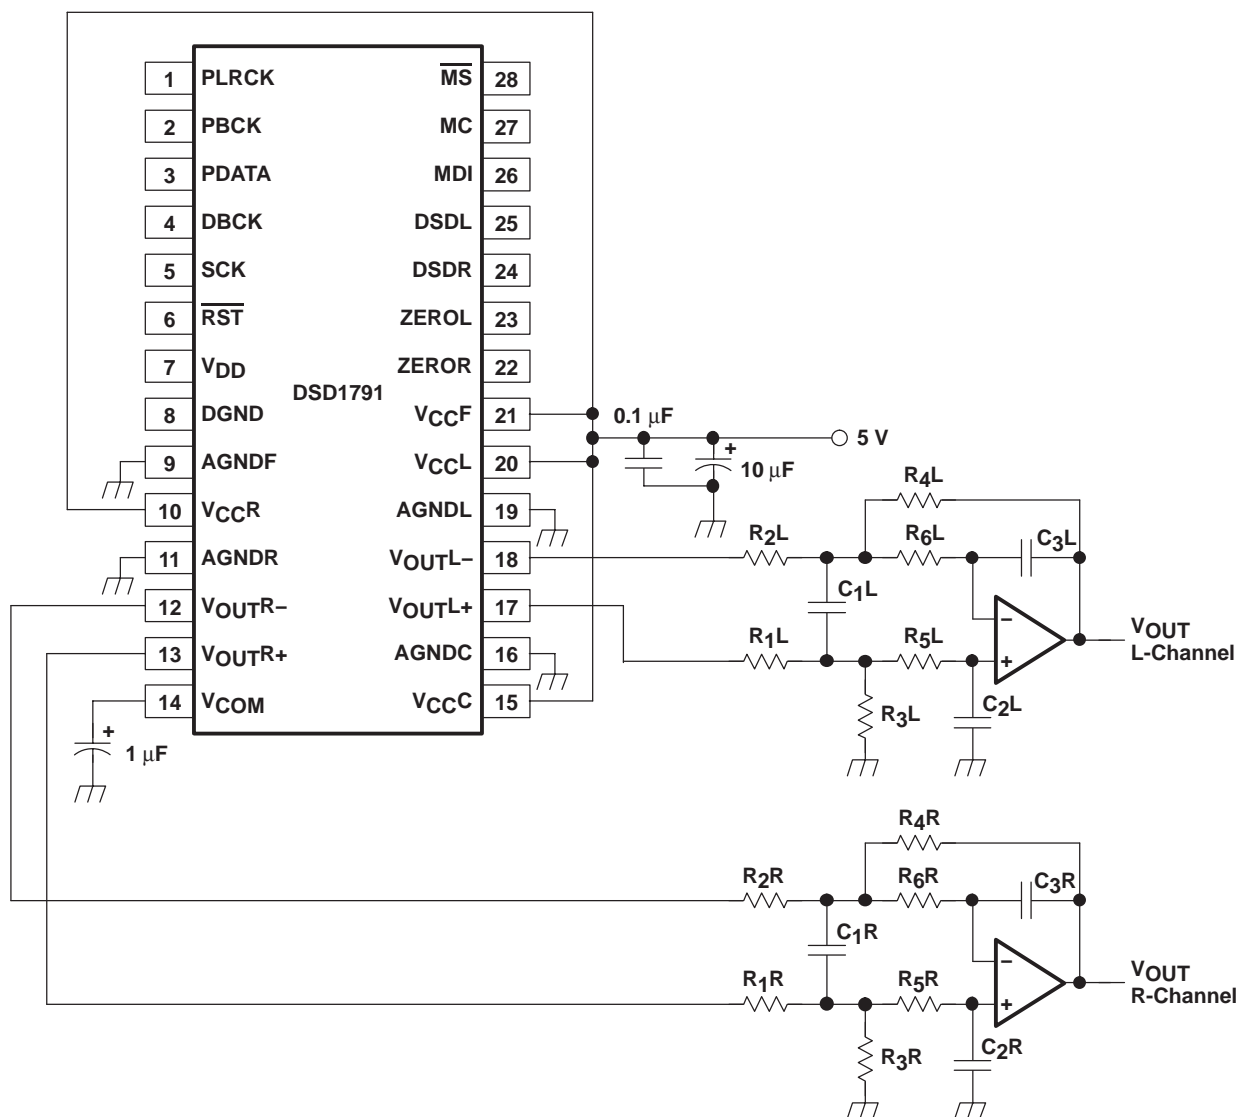 1 PLRCK
2 PBCK
3 PDATA
4 DBCK
5 SCK
6 RST
7 VDD
8 DGND
9 AGNDF
10 VCCR
11 AGNDR
12 VOUTR–
13 VOUTR+
14 VCOM
DSD1791
MS 28
MC 27
MDI 26
DSDL 25
DSDR 24
ZEROL 23
ZEROR 22
VCCF 21
VCCL 20
AGNDL 19
VOUTL– 18
VOUTL+ 17
AGNDC 16
VCCC 15
+
1 μF
0.1 μF
+
10 μF
5 V
R4L
R2L
R6L
C3L
C1L
–
R1L
R5L
+
VOUT
L-Channel
R3L
C2L
R4R
R2R
R6R
C3R
C1R
–
R1R
R5R
+
VOUT
R-Channel
R3R
C2R